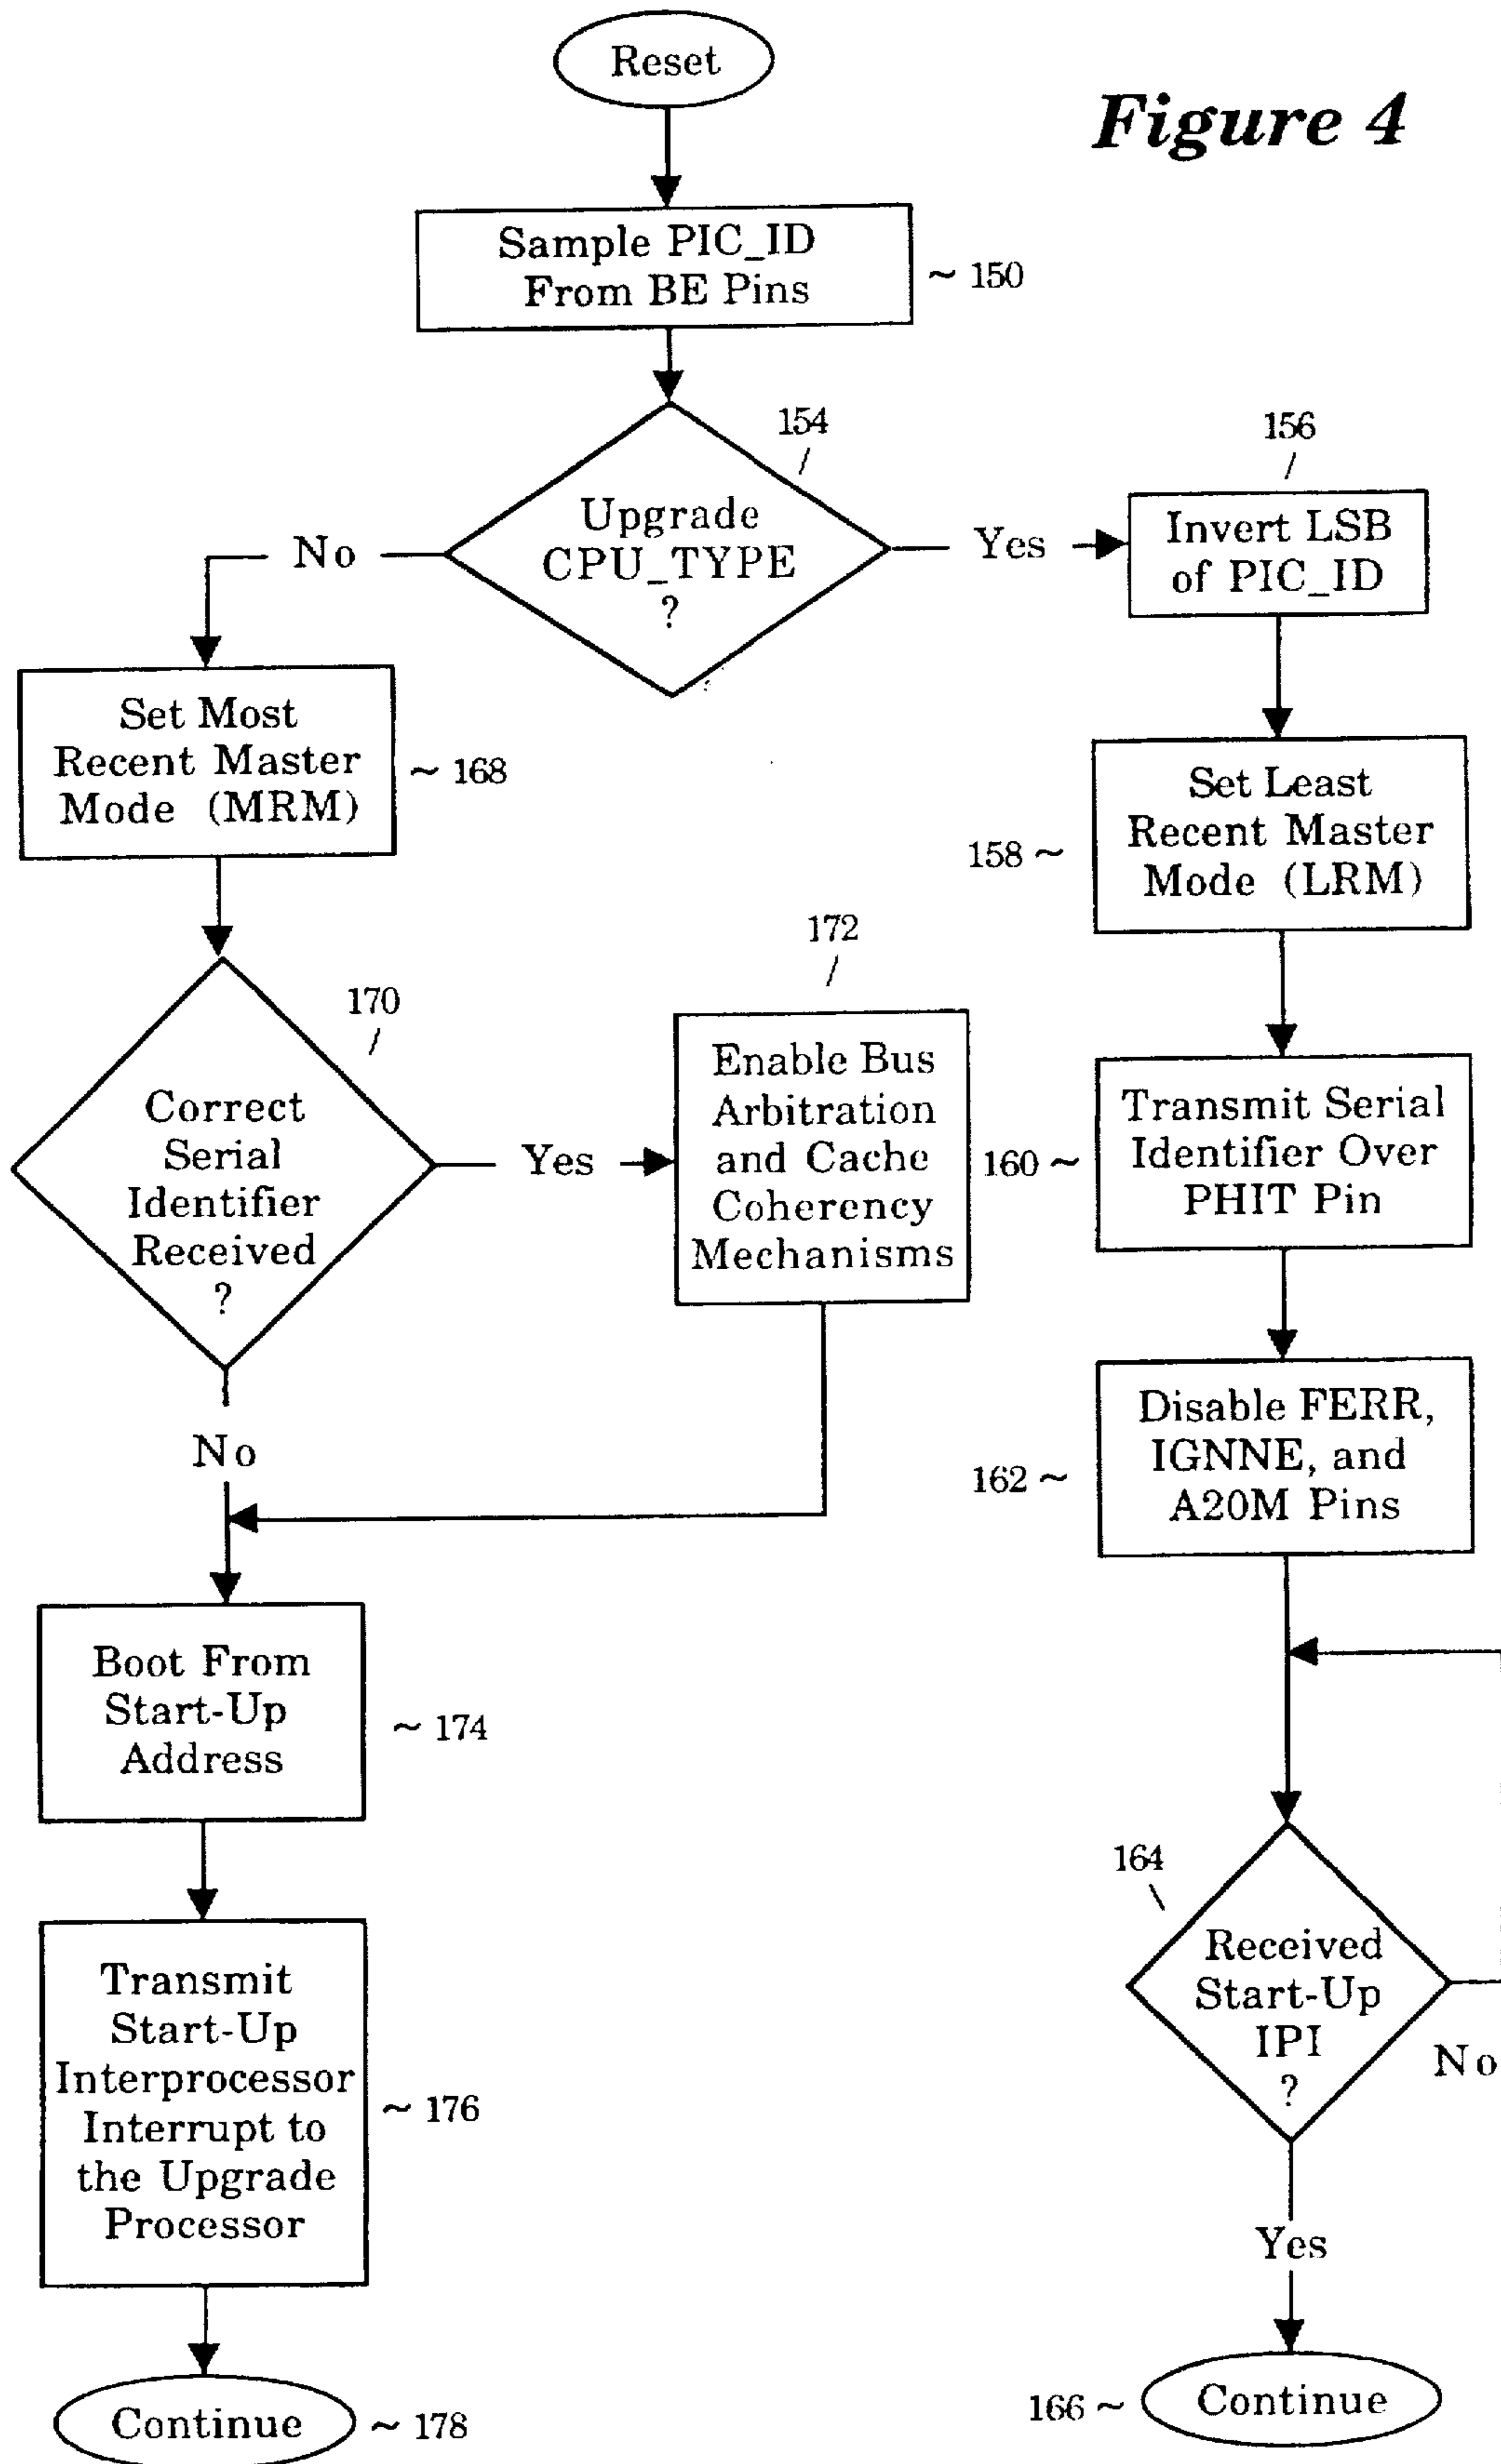 Reset
Figure 4
Sample PIC_ID
From BE Pins
~ 150
154
156
Upgrade
CPU_TYPE
?
No
Yes
Invert LSB
of PIC_ID
Set Most
Recent Master
Mode (MRM)
~ 168
Set Least
Recent Master
Mode (LRM)
158 ~
170
172
Correct
Serial
Identifier
Received
?
Yes
Enable Bus
Arbitration
and Cache
Coherency
Mechanisms
160 ~
Transmit Serial
Identifier Over
PHIT Pin
No
162 ~
Disable FERR,
IGNNE, and
A20M Pins
Boot From
Start-Up
Address
~ 174
164
Received
Start-Up
IPI
?
No
Transmit
Start-Up
Interprocessor
Interrupt to
the Upgrade
Processor
~ 176
Yes
Continue
~ 178
166 ~
Continue